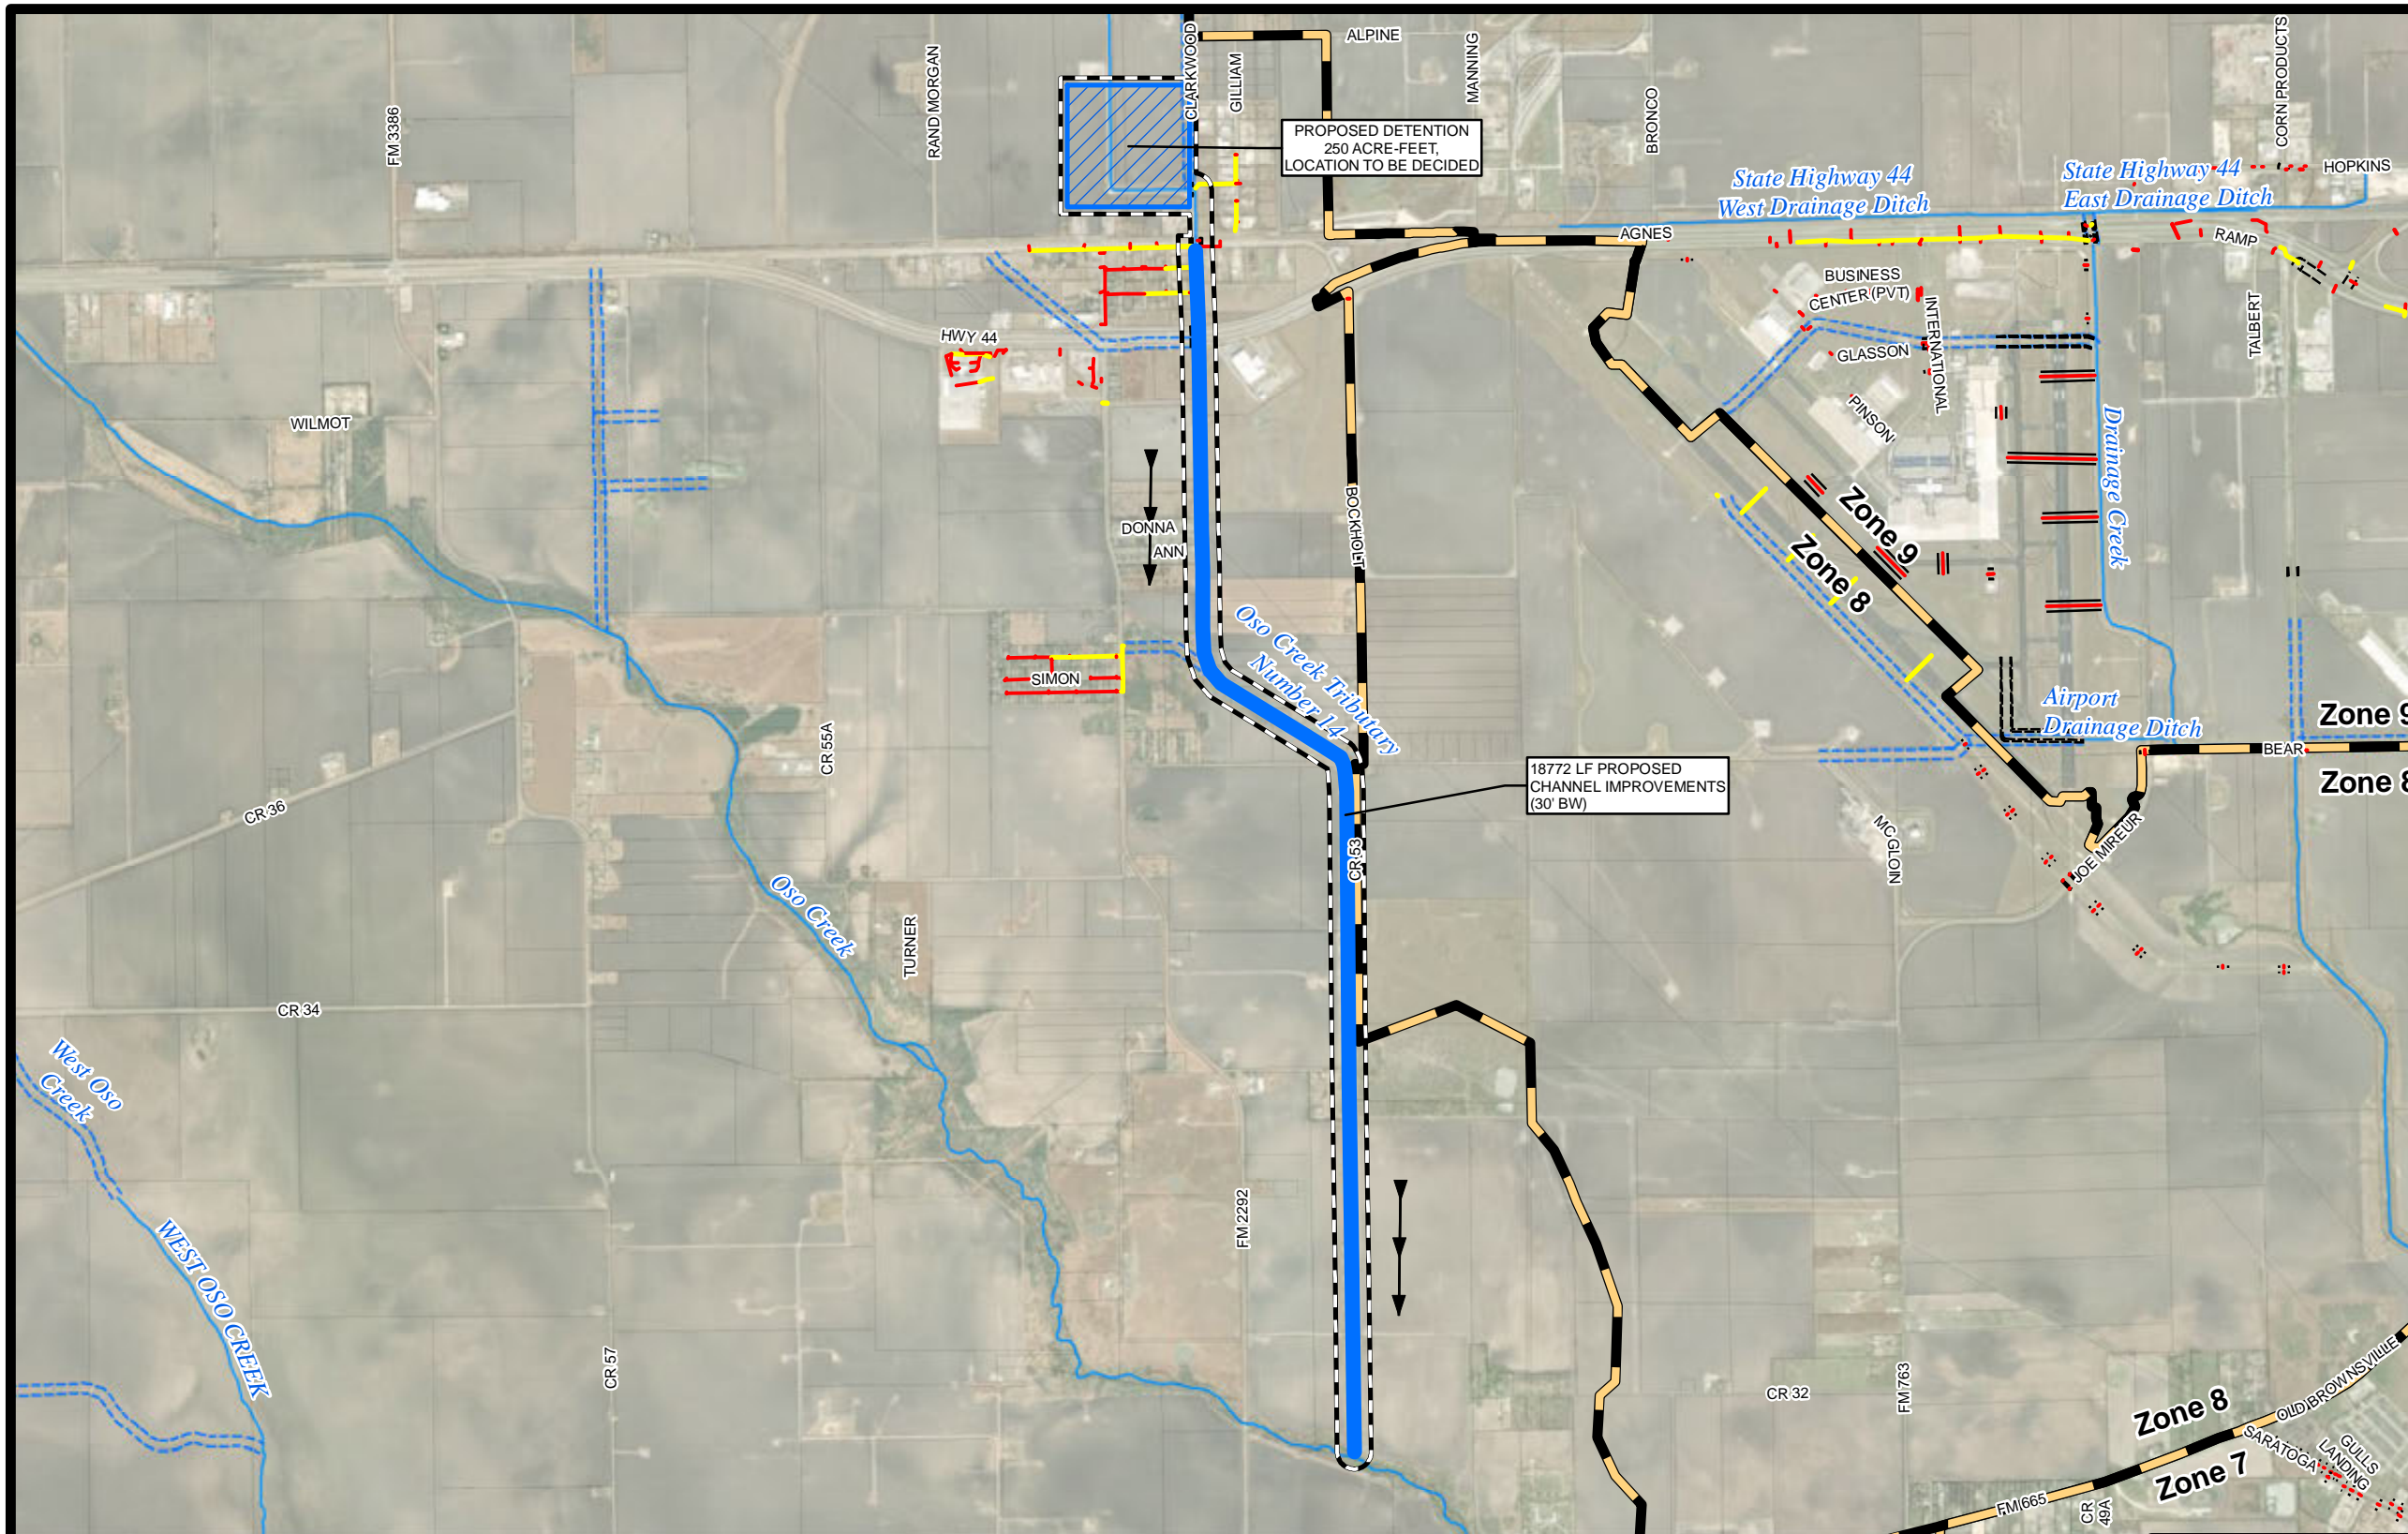 CLARKWOOD
ALPINE
GILLIAM
MANNING
BRONCO
CORN PRODUCTS
FM 3386
RAND MORGAN
PROPOSED DETENTION
250 ACRE-FEET,
LOCATION TO BE DECIDED
State Highway 44
West Drainage Ditch
State Highway 44
East Drainage Ditch
HOPKINS
AGNES
RAMP
BUSINESS
CENTER (PVT)
INTERNATIONAL
TALBERT
HWY 44
GLASSON
PINSON
WILMOT
Drainage Creek
BOCKHOLT
DONNA
ANN
Zone 9
Zone 8
SIMON
Oso Creek Tributary
Number 14
Airport
Drainage Ditch
Zone 9
BEAR
Zone 8
CR 55A
18772 LF PROPOSED
CHANNEL IMPROVEMENTS
(30' BW)
CR 36
CR 53
MCGLOIN
JOE MIREUR
Oso Creek
TURNER
CR 34
West Oso
Creek
FM 2292
WEST OSO CREEK
CR 57
CR 32
FM 763
OLD BROWNSVILLE
Zone 8
SARATOGA
GULLS
LANDING
Zone 7
FM 665
CR
49A